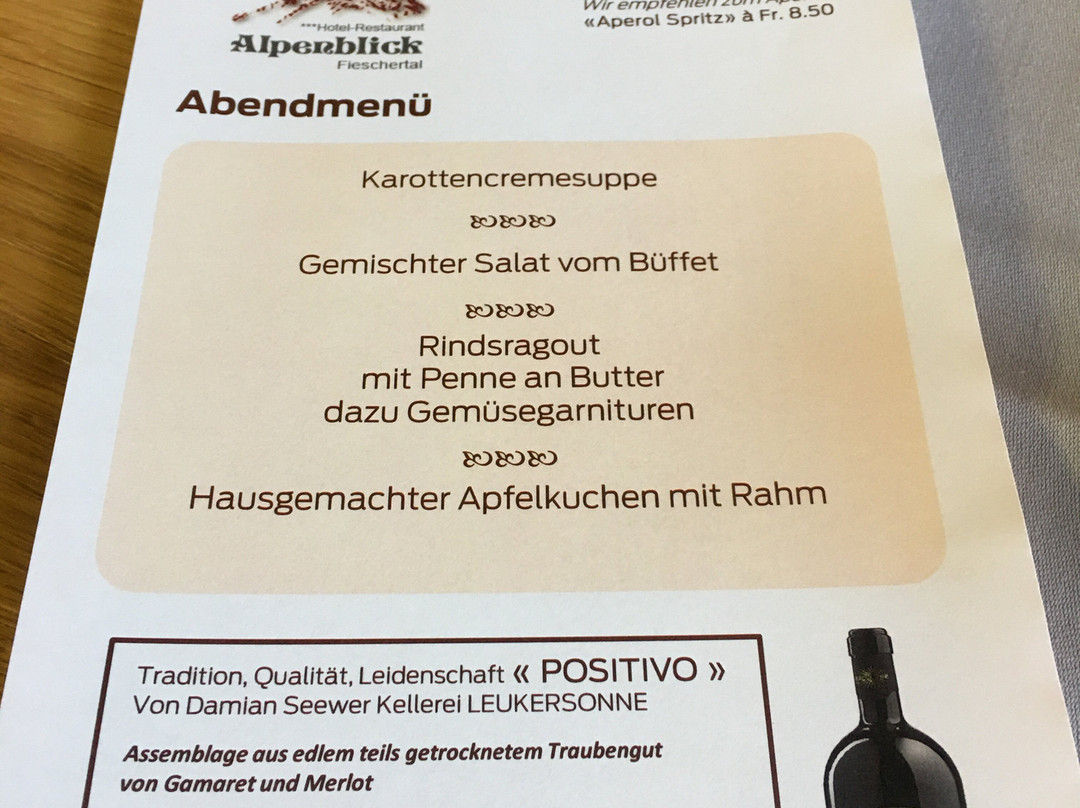 ***Hotel-Restaurant
Alpenblick
Fieschertal
Wir empfehlen zum
«Aperol Spritz» à Fr. 8.50
Abendmenü
Karottencremesuppe
Gemischter Salat vom Büffet
Rindsragout
mit Penne an Butter
dazu Gemüsegarnituren
Hausgemachter Apfelkuchen mit Rahm
Tradition, Qualität, Leidenschaft « POSITIVO »
Von Damian Seewer Kellerei LEUKERSONNE
Assemblage aus edlem teils getrocknetem Traubengut
von Gamaret und Merlot